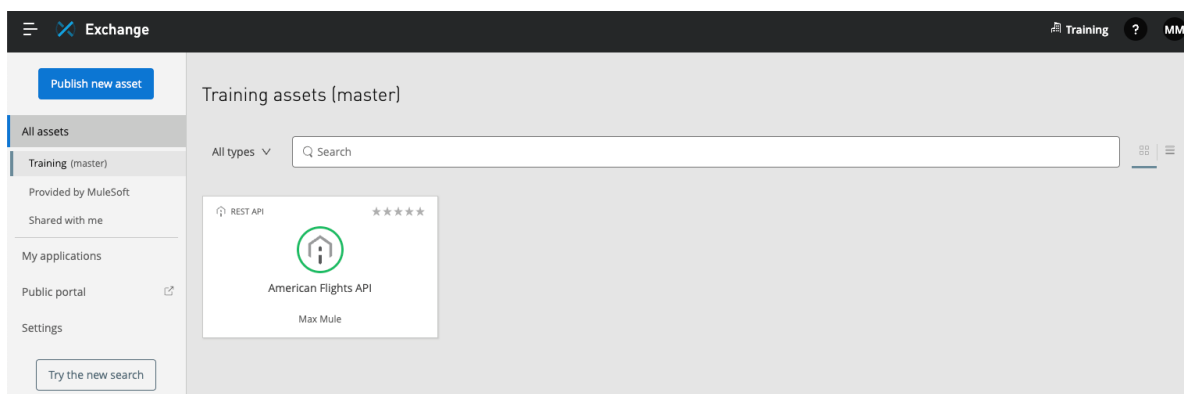 Exchange
Training
?
MM
Publish new asset
All assets
Training (master)
Provided by MuleSoft
Shared with me
My applications
Public portal
Settings
Try the new search
Training assets (master)
All types
Search
REST API
American Flights API
Max Mule